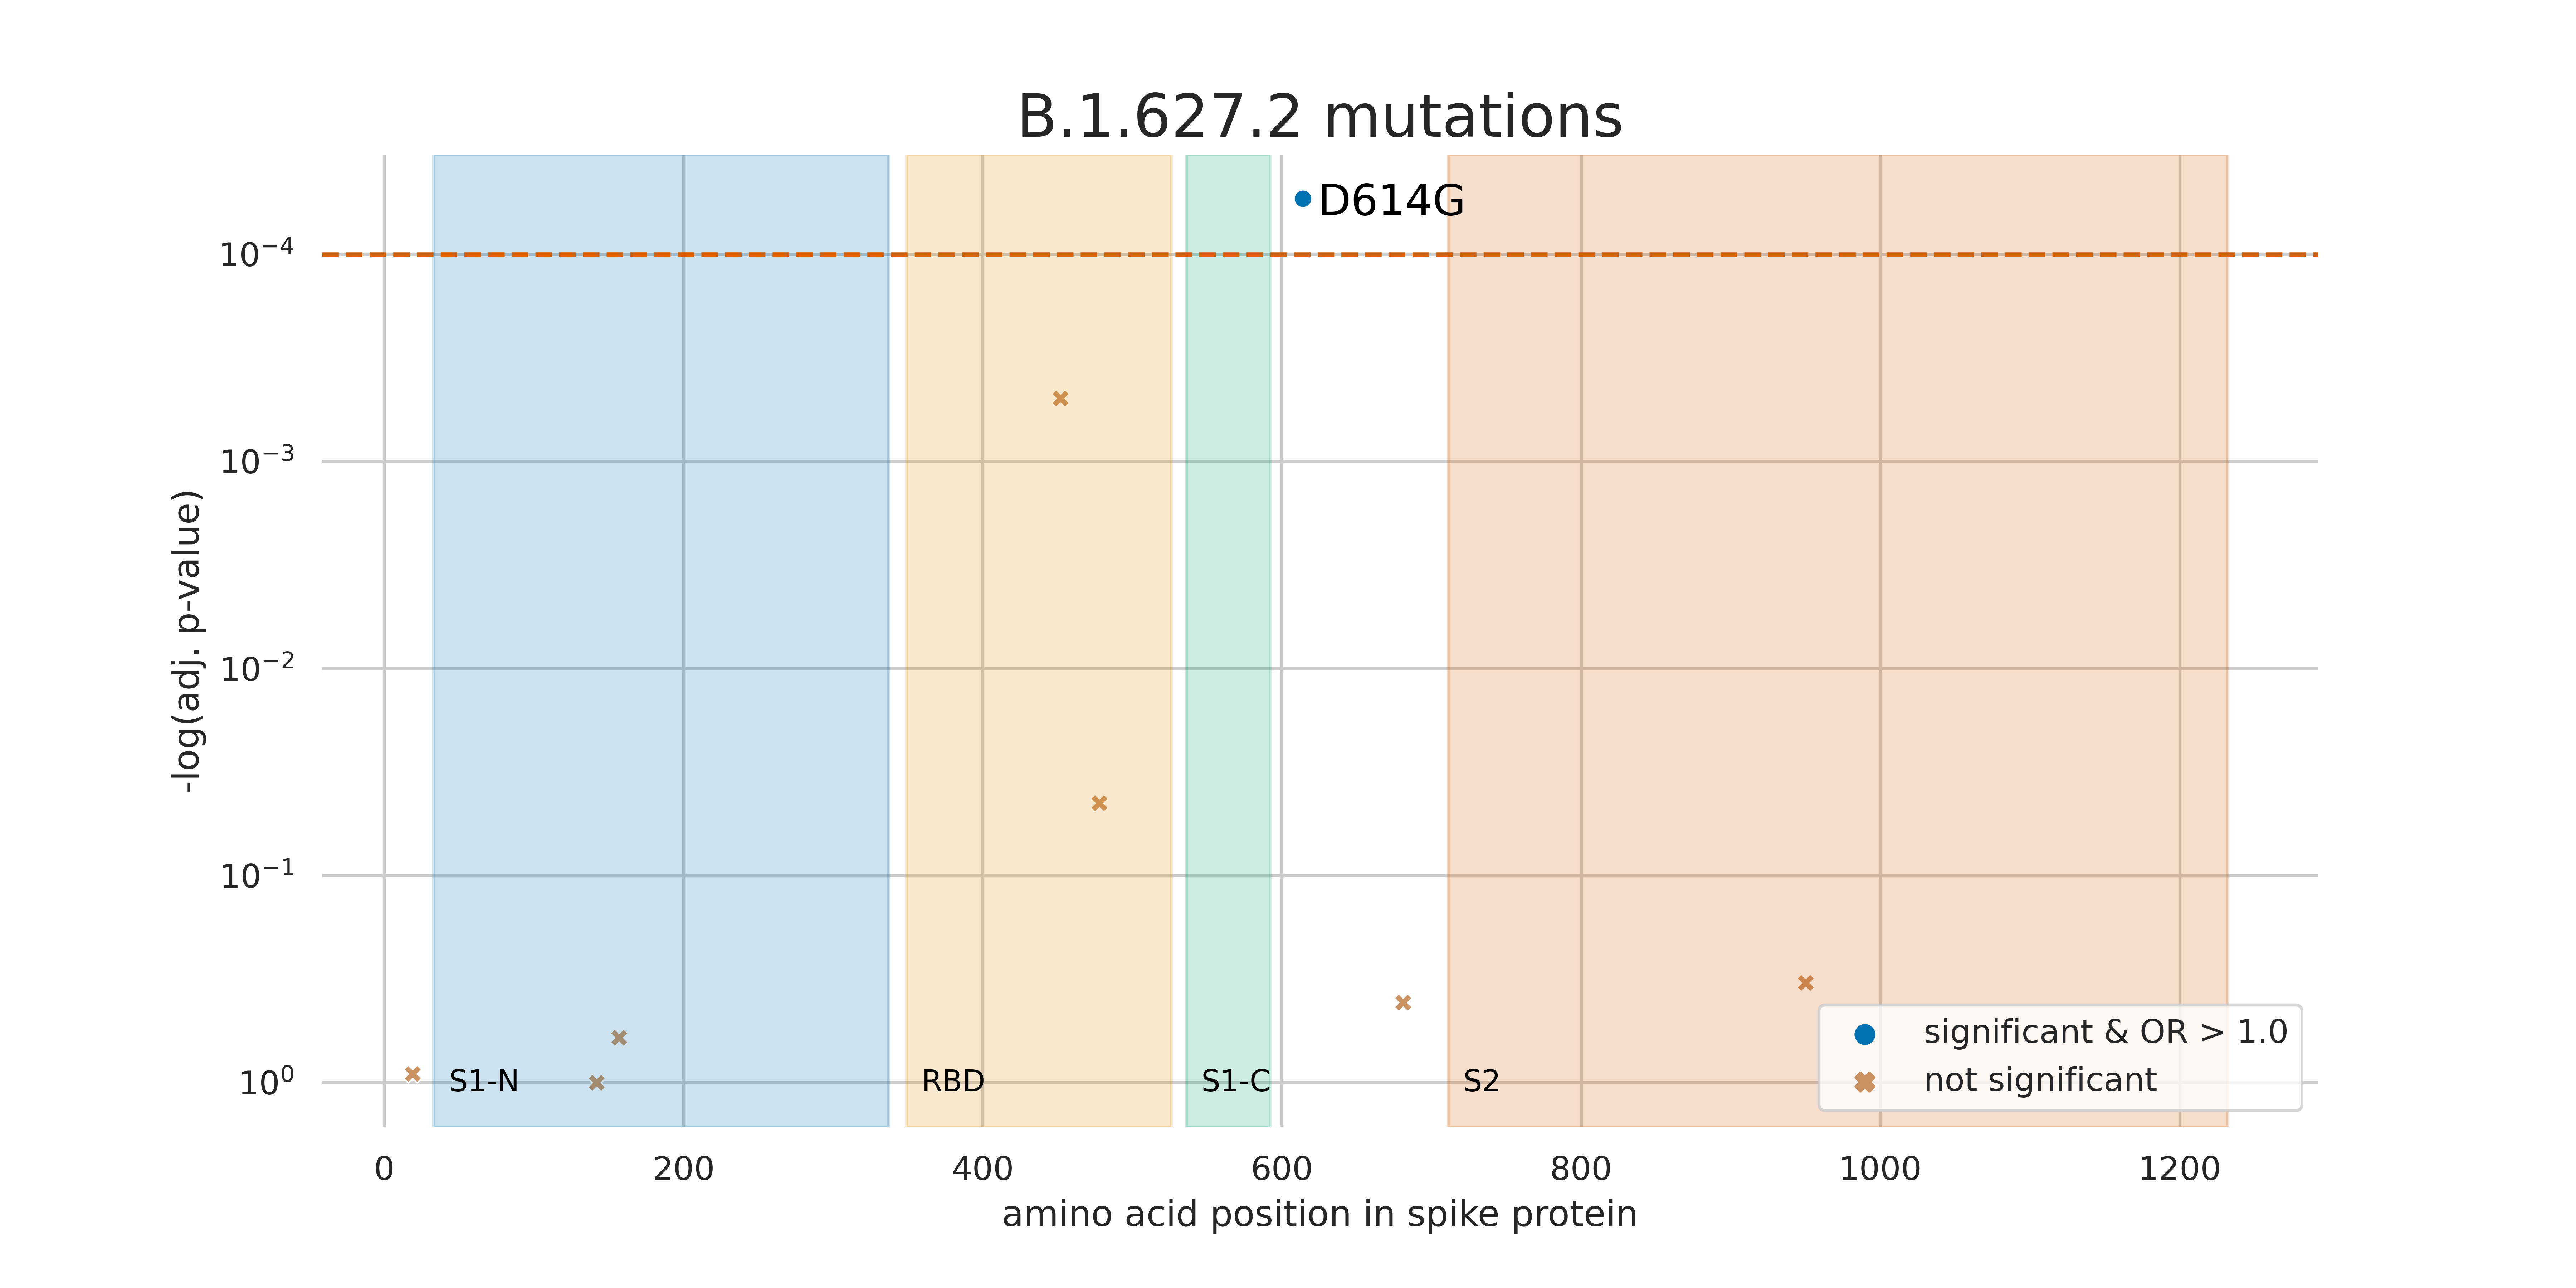 B.1.627.2 mutations
D614G
10⁻⁴
10⁻³
10⁻²
10⁻¹
10⁰
-log(adj. p-value)
S1-N
RBD
S1-C
S2
significant & OR > 1.0
not significant
0 200 400 600 800 1000 1200
amino acid position in spike protein